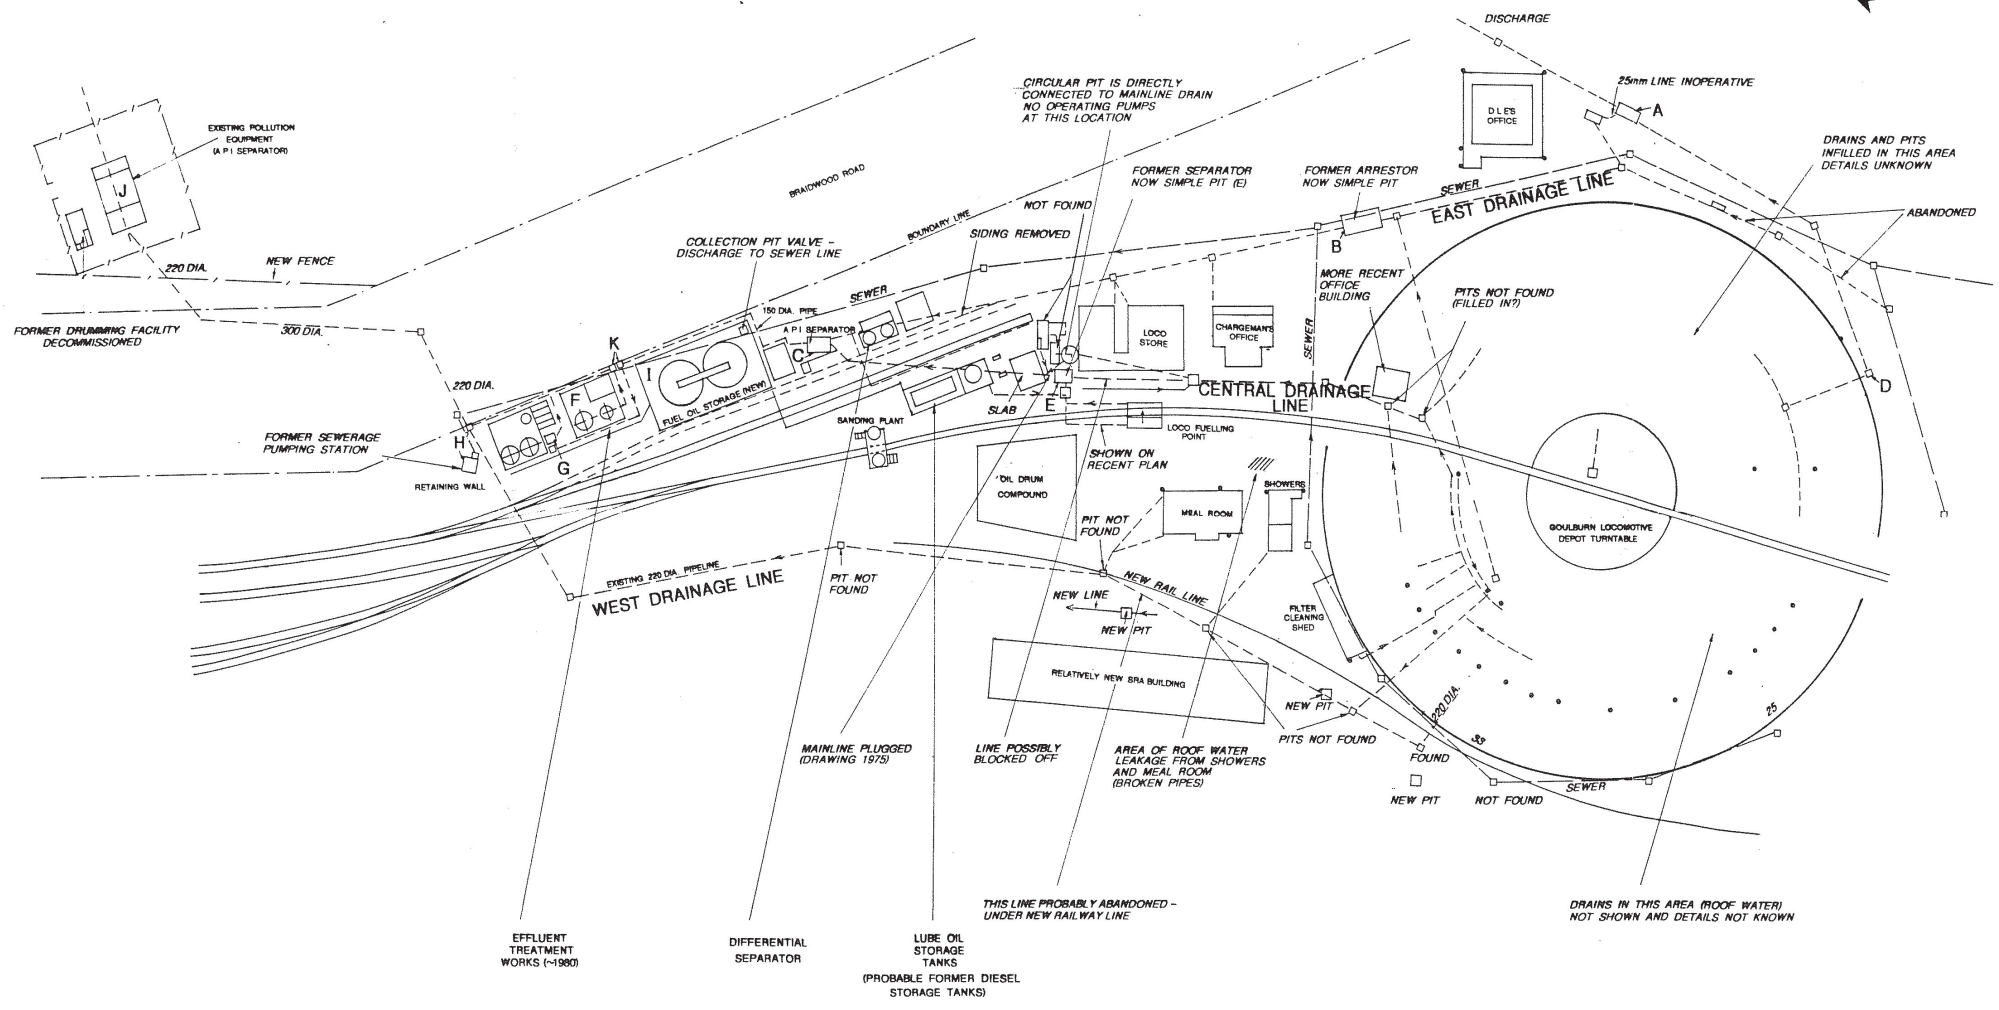 DISCHARGE
25mm LINE INOPERATIVE
A
D L E'S
OFFICE
CIRCULAR PIT IS DIRECTLY
CONNECTED TO MAINLINE DRAIN
NO OPERATING PUMPS
AT THIS LOCATION
EXISTING POLLUTION
EQUIPMENT
(A P I SEPARATOR)
J
DRAINS AND PITS
INFILLED IN THIS AREA
DETAILS UNKNOWN
BRAIDWOOD ROAD
FORMER SEPARATOR
NOW SIMPLE PIT (E)
FORMER ARRESTOR
NOW SIMPLE PIT
SEWER
EAST DRAINAGE LINE
NOT FOUND
ABANDONED
BOUNDARY LINE
SIDING REMOVED
COLLECTION PIT VALVE -
DISCHARGE TO SEWER LINE
B
NEW FENCE
220 DIA.
MORE RECENT
OFFICE
BUILDING
PITS NOT FOUND
(FILLED IN?)
SEWER
150 DIA. PIPE
A P I SEPARATOR
FORMER DRUMMING FACILITY
DECOMMISSIONED
300 DIA.
LOCO
STORE
CHARGEMAN'S
OFFICE
SEWER
K
C
I
220 DIA.
F
FUEL OIL STORAGE (NEW)
D
CENTRAL DRAINAGE
LINE
SLAB
E
SANDING PLANT
LOCO FUELLING
POINT
FORMER SEWERAGE
PUMPING STATION
H
G
SHOWN ON
RECENT PLAN
RETAINING WALL
OIL DRUM
COMPOUND
SHOWERS
MEAL ROOM
PIT NOT
FOUND
GOULBURN LOCOMOTIVE
DEPOT TURNTABLE
EXISTING 220 DIA. PIPELINE
WEST DRAINAGE LINE
PIT NOT
FOUND
NEW RAIL LINE
NEW LINE
NEW PIT
FILTER
CLEANING
SHED
RELATIVELY NEW SRA BUILDING
NEW PIT
220 DIA.
33
25
PITS NOT FOUND
FOUND
MAINLINE PLUGGED
(DRAWING 1975)
LINE POSSIBLY
BLOCKED OFF
AREA OF ROOF WATER
LEAKAGE FROM SHOWERS
AND MEAL ROOM
(BROKEN PIPES)
NEW PIT
NOT FOUND
SEWER
THIS LINE PROBABLY ABANDONED -
UNDER NEW RAILWAY LINE
DRAINS IN THIS AREA (ROOF WATER)
NOT SHOWN AND DETAILS NOT KNOWN
EFFLUENT
TREATMENT
WORKS (~1980)
DIFFERENTIAL
SEPARATOR
LUBE OIL
STORAGE
TANKS
(PROBABLE FORMER DIESEL
STORAGE TANKS)